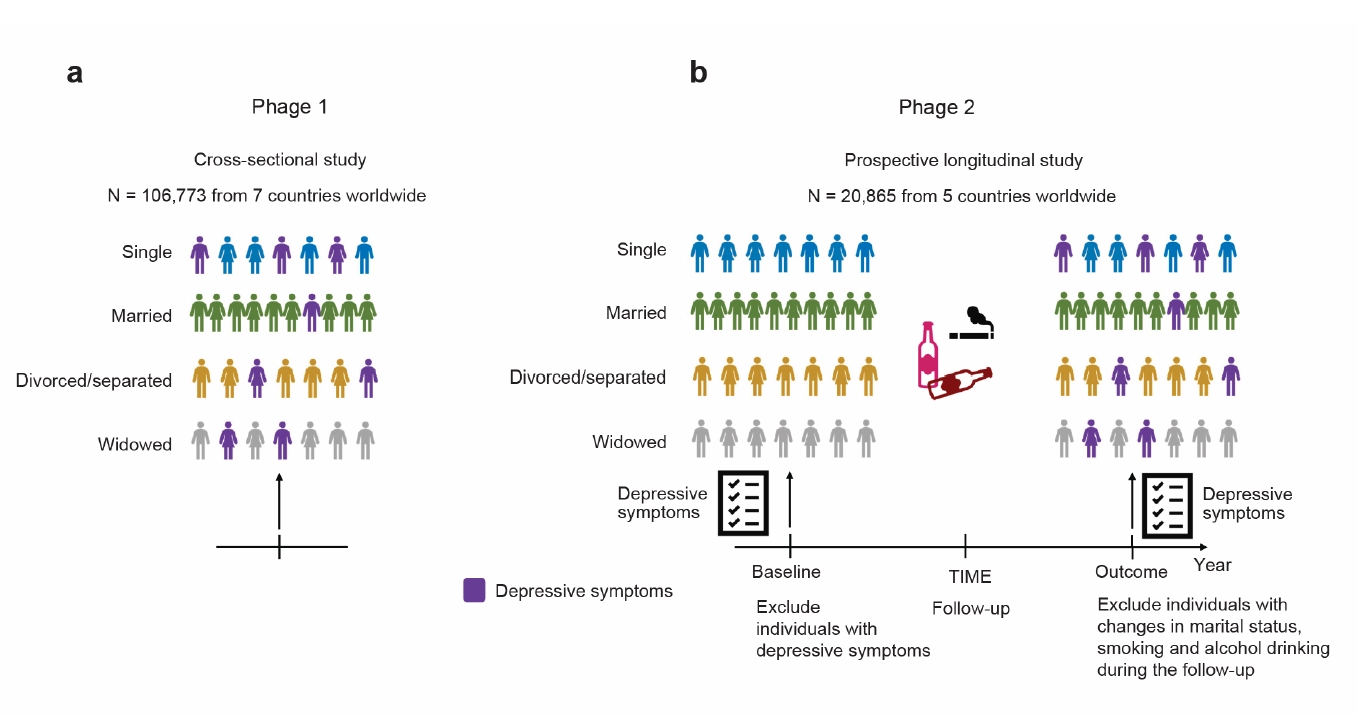 a
Phage 1
Cross-sectional study
N = 106,773 from 7 countries worldwide
Single
Married
Divorced/separated
Widowed
Depressive symptoms
b
Phage 2
Prospective longitudinal study
N = 20,865 from 5 countries worldwide
Single
Married
Divorced/separated
Widowed
Depressive
symptoms
Depressive
symptoms
Baseline
TIME
Outcome
Year
Exclude
individuals with
depressive symptoms
Follow-up
Exclude individuals with
changes in marital status,
smoking and alcohol drinking
during the follow-up